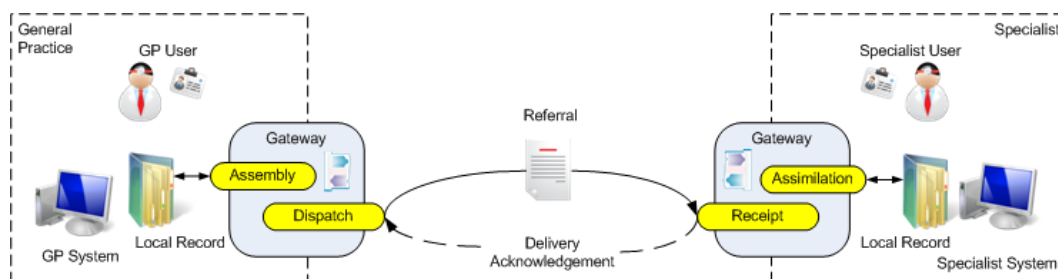 General
Practice
GP User
Gateway
Assembly
Dispatch
GP System
Local Record
Referral
Delivery
Acknowledgement
Specialist
Specialist User
Gateway
Assimilation
Receipt
Local Record
Specialist System